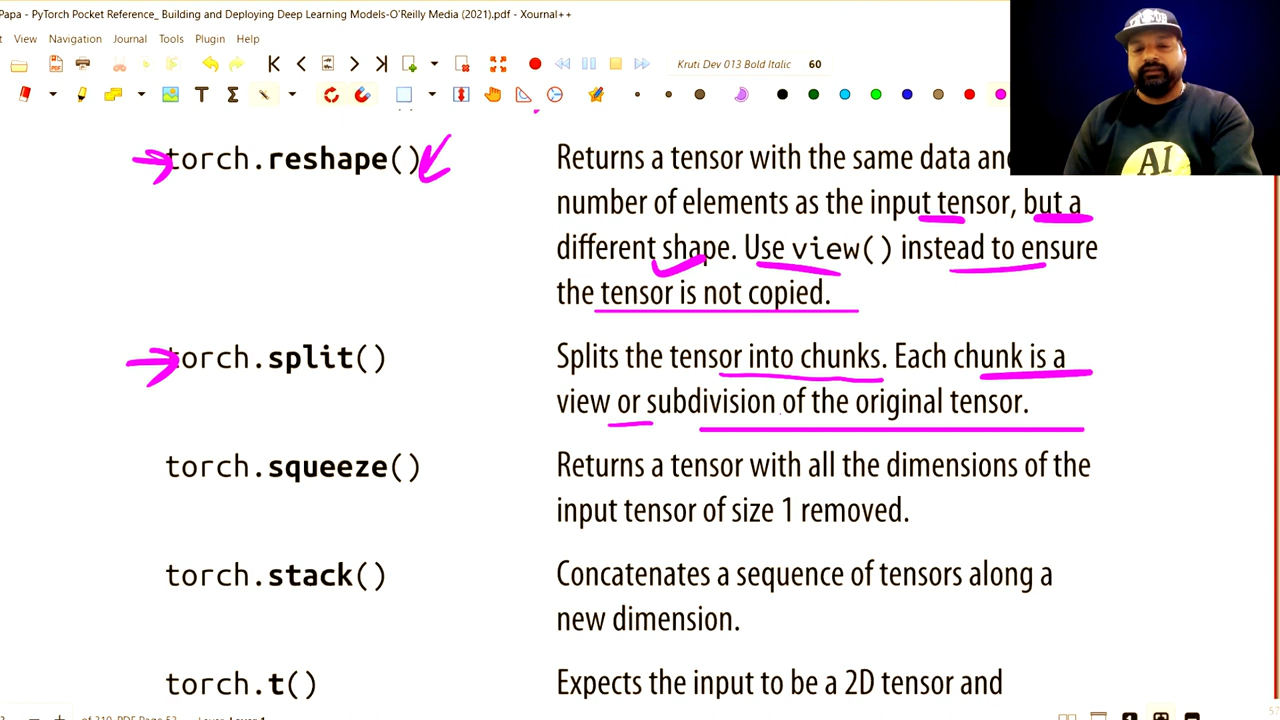 Papa - PyTorch Pocket Reference_ Building and Deploying Deep Learning Models-O'Reilly Media (2021).pdf - Xournal++
View Navigation Journal Tools Plugin Help
Kruti Dev 013 Bold Italic 60
AI
torch.reshape() Returns a tensor with the same data and
number of elements as the input tensor, but a
different shape. Use view() instead to ensure
the tensor is not copied.
torch.split() Splits the tensor into chunks. Each chunk is a
view or subdivision of the original tensor.
torch.squeeze() Returns a tensor with all the dimensions of the
input tensor of size 1 removed.
torch.stack() Concatenates a sequence of tensors along a
new dimension.
torch.t() Expects the input to be a 2D tensor and